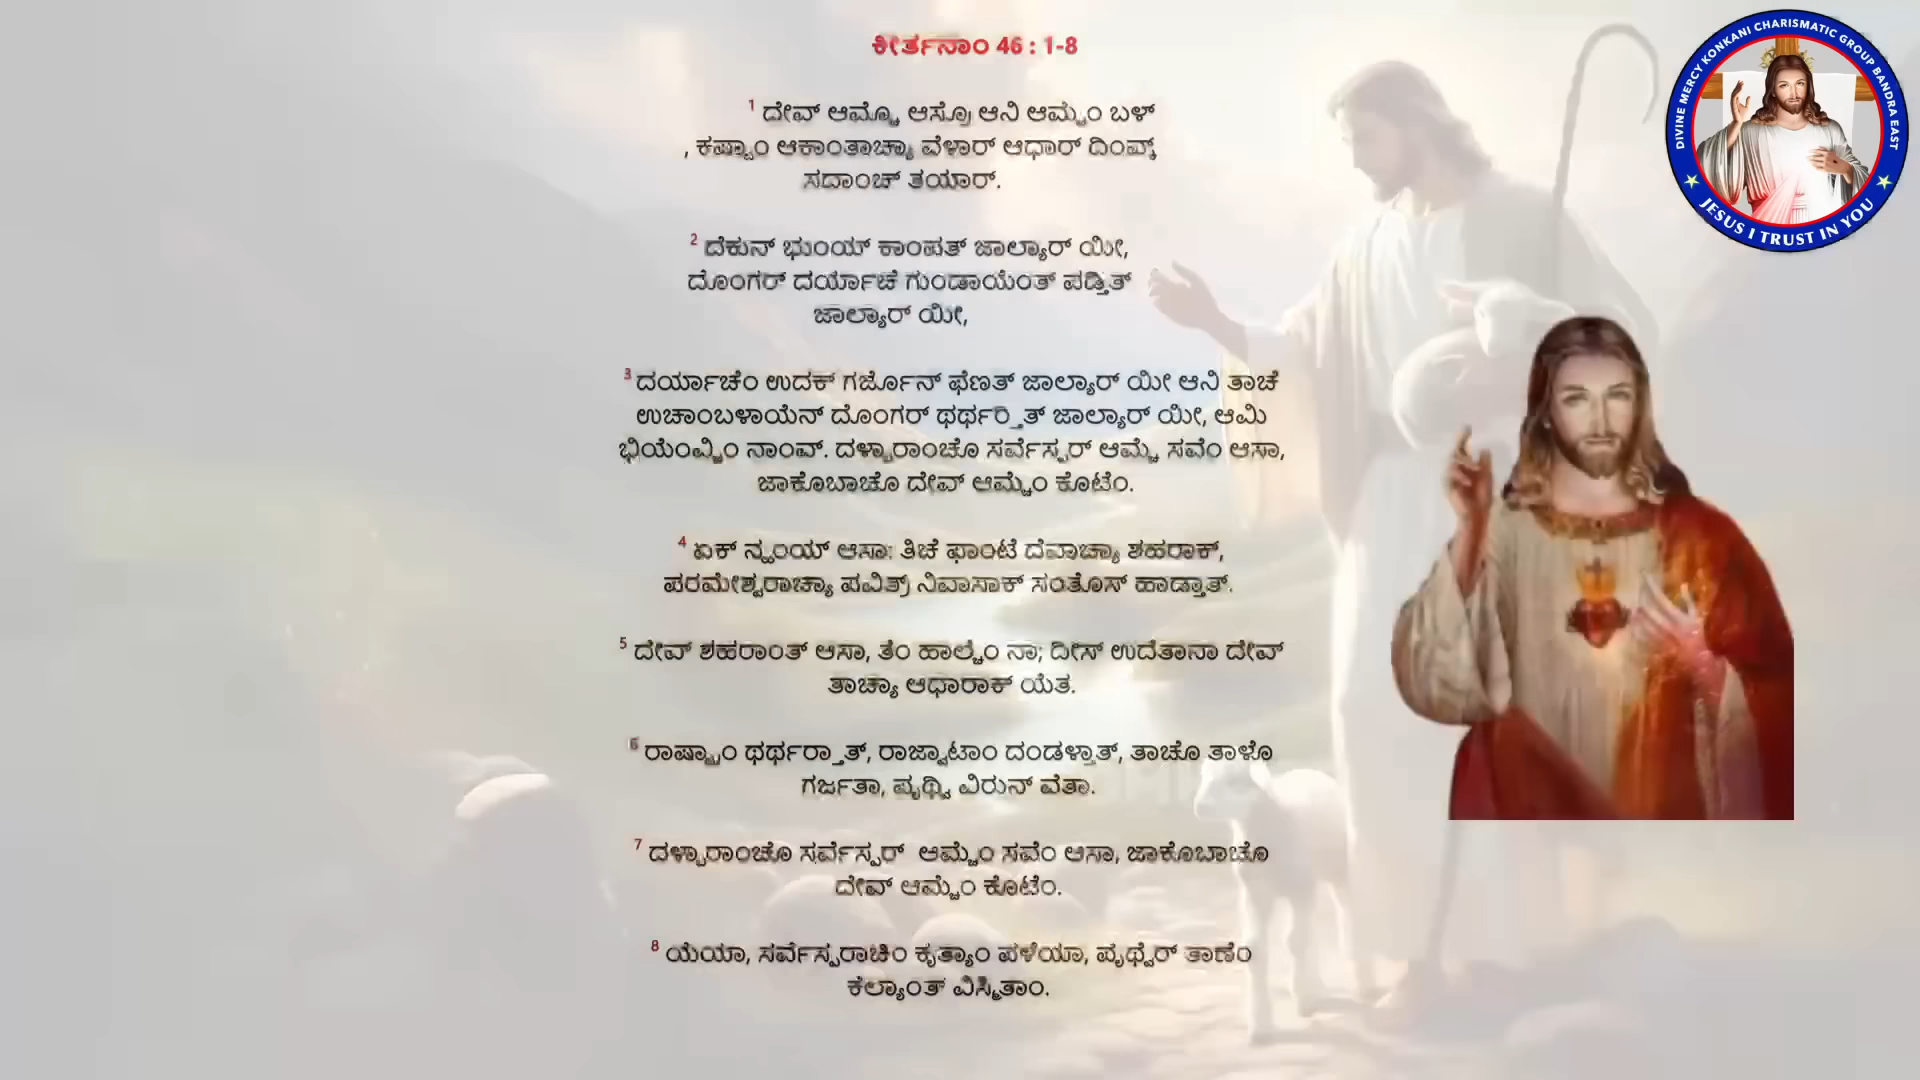 ಕೀರ್ತನಾಂ 46 : 1-8
1 ದೇವ್ ಆಮ್ಚೊ ಆಸ್ರೊ ಆನಿ ಆಮ್ಚೆಂ ಬಳ್
, ಕಷ್ಟಾಂ ಆಕಾಂತಾಚ್ಯಾ ವೆಳಾರ್ ಆಧಾರ್ ದಿಂವ್ಕ್
ಸದಾಂಚ್ ತಯಾರ್.
2 ದೆಕುನ್ ಭುಂಯ್ ಕಾಂಪತ್ ಜಾಲ್ಯಾರ್ ಯೀ,
ದೊಂಗರ್ ದರ್ಯಾಚೆ ಗುಂಡಾಯೆಂತ್ ಪಡ್ತಿತ್
ಜಾಲ್ಯಾರ್ ಯೀ,
3 ದರ್ಯಾಚೆಂ ಉದಕ್ ಗರ್ಜೊನ್ ಫೆಣತ್ ಜಾಲ್ಯಾರ್ ಯೀ ಆನಿ ತಾಚೆ
ಉಚಾಂಬಳಾಯೆನ್ ದೊಂಗರ್ ಥರ್ಥರ್ತಿತ್ ಜಾಲ್ಯಾರ್ ಯೀ, ಆಮಿ
ಭಿಯೆಂವ್ಚಿಂ ನಾಂವ್. ದಳ್ಬಾರಾಂಚೊ ಸರ್ವೆಸ್ಪರ್ ಆಮ್ಚೆ ಸವೆಂ ಆಸಾ,
ಜಾಕೊಬಾಚೊ ದೇವ್ ಆಮ್ಚೆಂ ಕೊಟೆಂ.
4 ಏಕ್ ನ್ಹಂಯ್ ಆಸಾ: ತಿಚೆ ಫಾಂಟೆ ದೆವಾಚ್ಯಾ ಶಹರಾಕ್,
ಪರಮೇಶ್ವರಾಚ್ಯಾ ಪವಿತ್ರ್ ನಿವಾಸಾಕ್ ಸಂತೊಸ್ ಹಾಡ್ತಾತ್.
5 ದೇವ್ ಶಹರಾಂತ್ ಆಸಾ, ತೆಂ ಹಾಲ್ಚೆಂ ನಾ; ದೀಸ್ ಉದೆತಾನಾ ದೇವ್
ತಾಚ್ಯಾ ಆಧಾರಾಕ್ ಯೆತ.
6 ರಾಷ್ಟ್ರಾಂ ಥರ್ಥರ್ತಾತ್, ರಾಜ್ವಾಟಾಂ ದಂಡಳ್ತಾತ್, ತಾಚೊ ತಾಳೊ
ಗರ್ಜತಾ, ಪೃಥ್ವಿ ವಿರುನ್ ವೆತಾ.
7 ದಳ್ಬಾರಾಂಚೊ ಸರ್ವೆಸ್ಪರ್ ಆಮ್ಚೆಂ ಸವೆಂ ಆಸಾ, ಜಾಕೊಬಾಚೊ
ದೇವ್ ಆಮ್ಚೆಂ ಕೊಟೆಂ.
8 ಯೆಯಾ, ಸರ್ವೆಸ್ಪರಾಚಿಂ ಕೃತ್ಯಾಂ ಪಳೆಯಾ, ಪೃಥ್ವೆರ್ ತಾಣೆಂ
ಕೆಲ್ಯಾಂತ್ ವಿಸ್ಮಿತಾಂ.
DIVINE MERCY KONKANI CHARISMATIC GROUP BANDRA EAST
JESUS I TRUST IN YOU